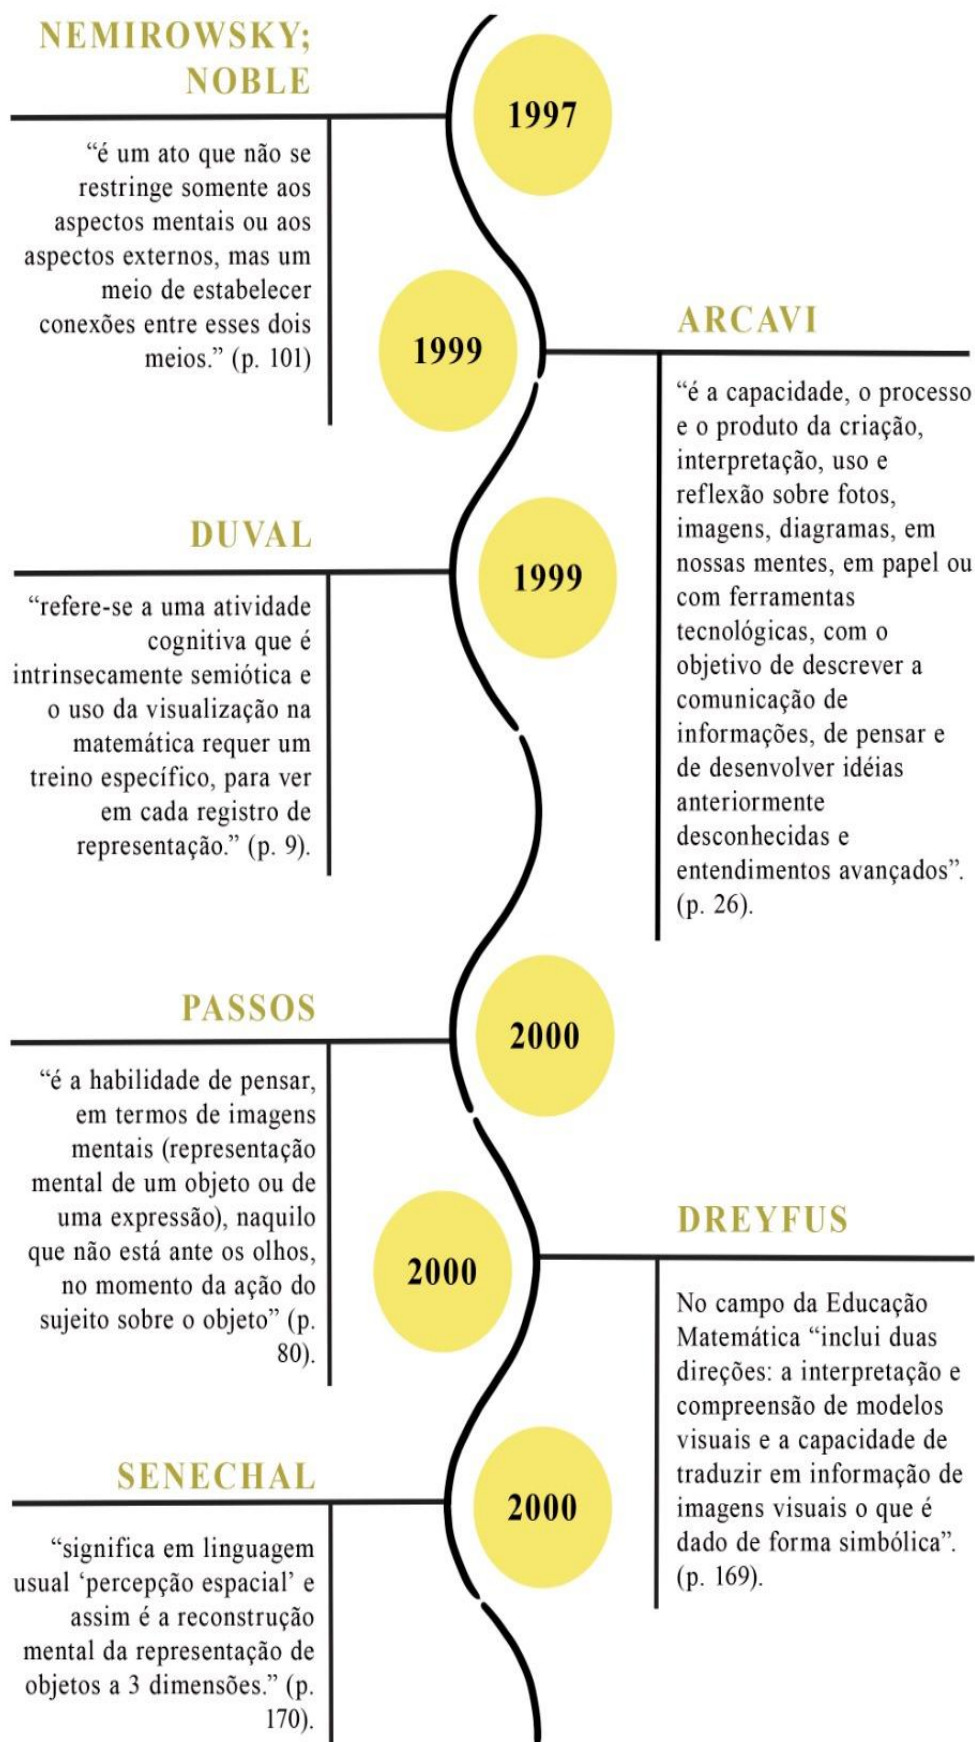 NEMIROWSKY;
NOBLE
1997
“é um ato que não se
restringe somente aos
aspectos mentais ou aos
aspectos externos, mas um
meio de estabelecer
conexões entre esses dois
meios.” (p. 101)
1999
ARCAVI
“é a capacidade, o processo
e o produto da criação,
interpretação, uso e
reflexão sobre fotos,
imagens, diagramas, em
nossas mentes, em papel ou
com ferramentas
tecnológicas, com o
objetivo de descrever a
comunicação de
informações, de pensar e
de desenvolver idéias
anteriormente
desconhecidas e
entendimentos avançados”.
(p. 26).
DUVAL
1999
“refere-se a uma atividade
cognitiva que é
intrinsecamente semiótica e
o uso da visualização na
matemática requer um
treino específico, para ver
em cada registro de
representação.” (p. 9).
PASSOS
2000
“é a habilidade de pensar,
em termos de imagens
mentais (representação
mental de um objeto ou de
uma expressão), naquilo
que não está ante os olhos,
no momento da ação do
sujeito sobre o objeto” (p.
80).
2000
DREYFUS
No campo da Educação
Matemática “inclui duas
direções: a interpretação e
compreensão de modelos
visuais e a capacidade de
traduzir em informação de
imagens visuais o que é
dado de forma simbólica”.
(p. 169).
SENECHAL
2000
“significa em linguagem
usual ‘percepção espacial’ e
assim é a reconstrução
mental da representação de
objetos a 3 dimensões.” (p.
170).